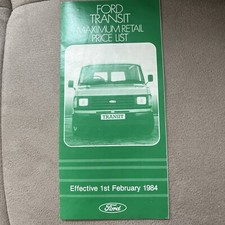 FORD
TRANSIT
MAXIMUM RETAIL
PRICE LIST
TRANSIT
Effective 1st February 1984
Ford